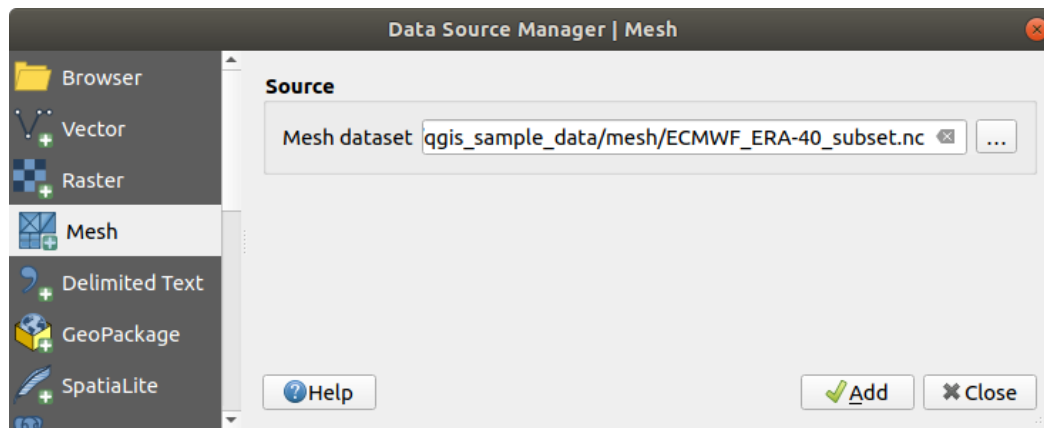 Data Source Manager | Mesh
Browser
Vector
Raster
Mesh
Delimited Text
GeoPackage
SpatiaLite
Source
Mesh dataset qgis_sample_data/mesh/ECMWF_ERA-40_subset.nc ...
Help
Add
Close